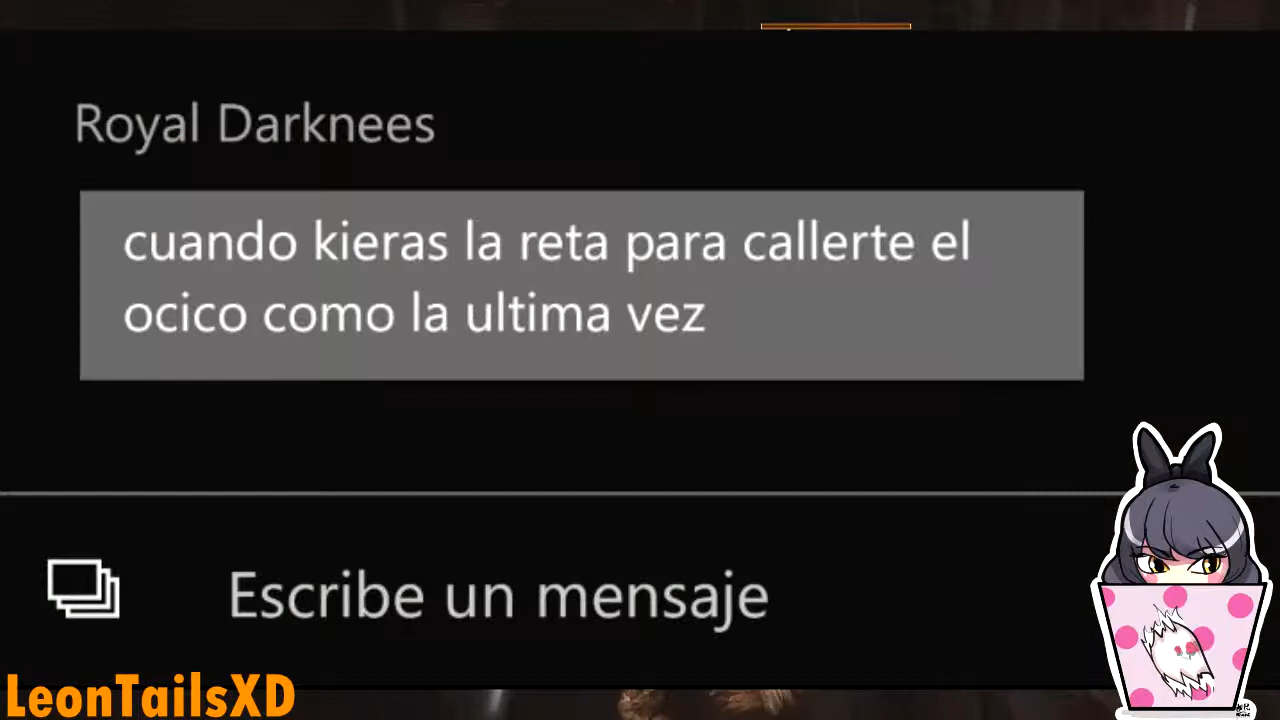 Royal Darknees
cuando kieras la reta para callerte el
ocico como la ultima vez
Escribe un mensaje
LeonTailsXD